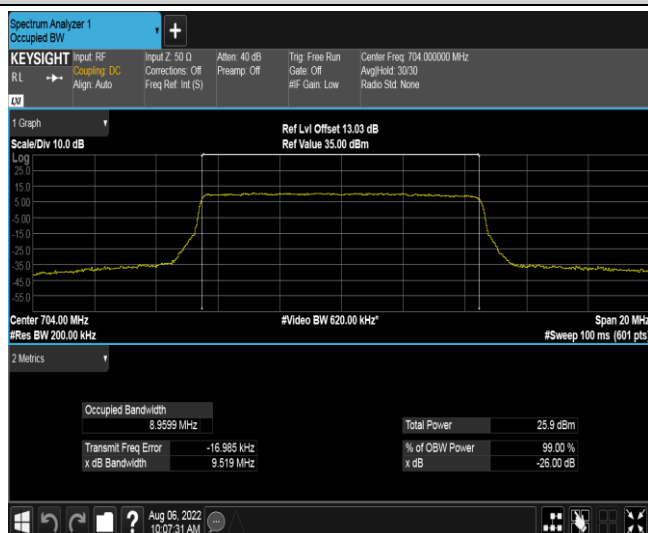 Spectrum Analyzer 1
Occupied BW
+
KEYSIGHT
RL
LXI
Input: RF
Coupling: DC
Align: Auto
Input Z: 50 Ω
Corrections: Off
Freq Ref: Int (S)
Atten: 40 dB
Preamp: Off
Trig: Free Run
Gate: Off
#IF Gain: Low
Center Freq: 704.000000 MHz
Avg|Hold: 30/30
Radio Std: None
1 Graph
Scale/Div 10.0 dB
Ref Lvl Offset 13.03 dB
Ref Value 35.00 dBm
Log
25.0
15.0
5.00
-5.00
-15.0
-25.0
-35.0
-45.0
-55.0
Center 704.00 MHz
#Res BW 200.00 kHz
#Video BW 620.00 kHz*
Span 20 MHz
#Sweep 100 ms (601 pts)
2 Metrics
Occupied Bandwidth
8.9599 MHz
Transmit Freq Error -16.985 kHz
x dB Bandwidth 9.519 MHz
Total Power 25.9 dBm
% of OBW Power 99.00 %
x dB -26.00 dB
?
Aug 06, 2022
10:07:31 AM